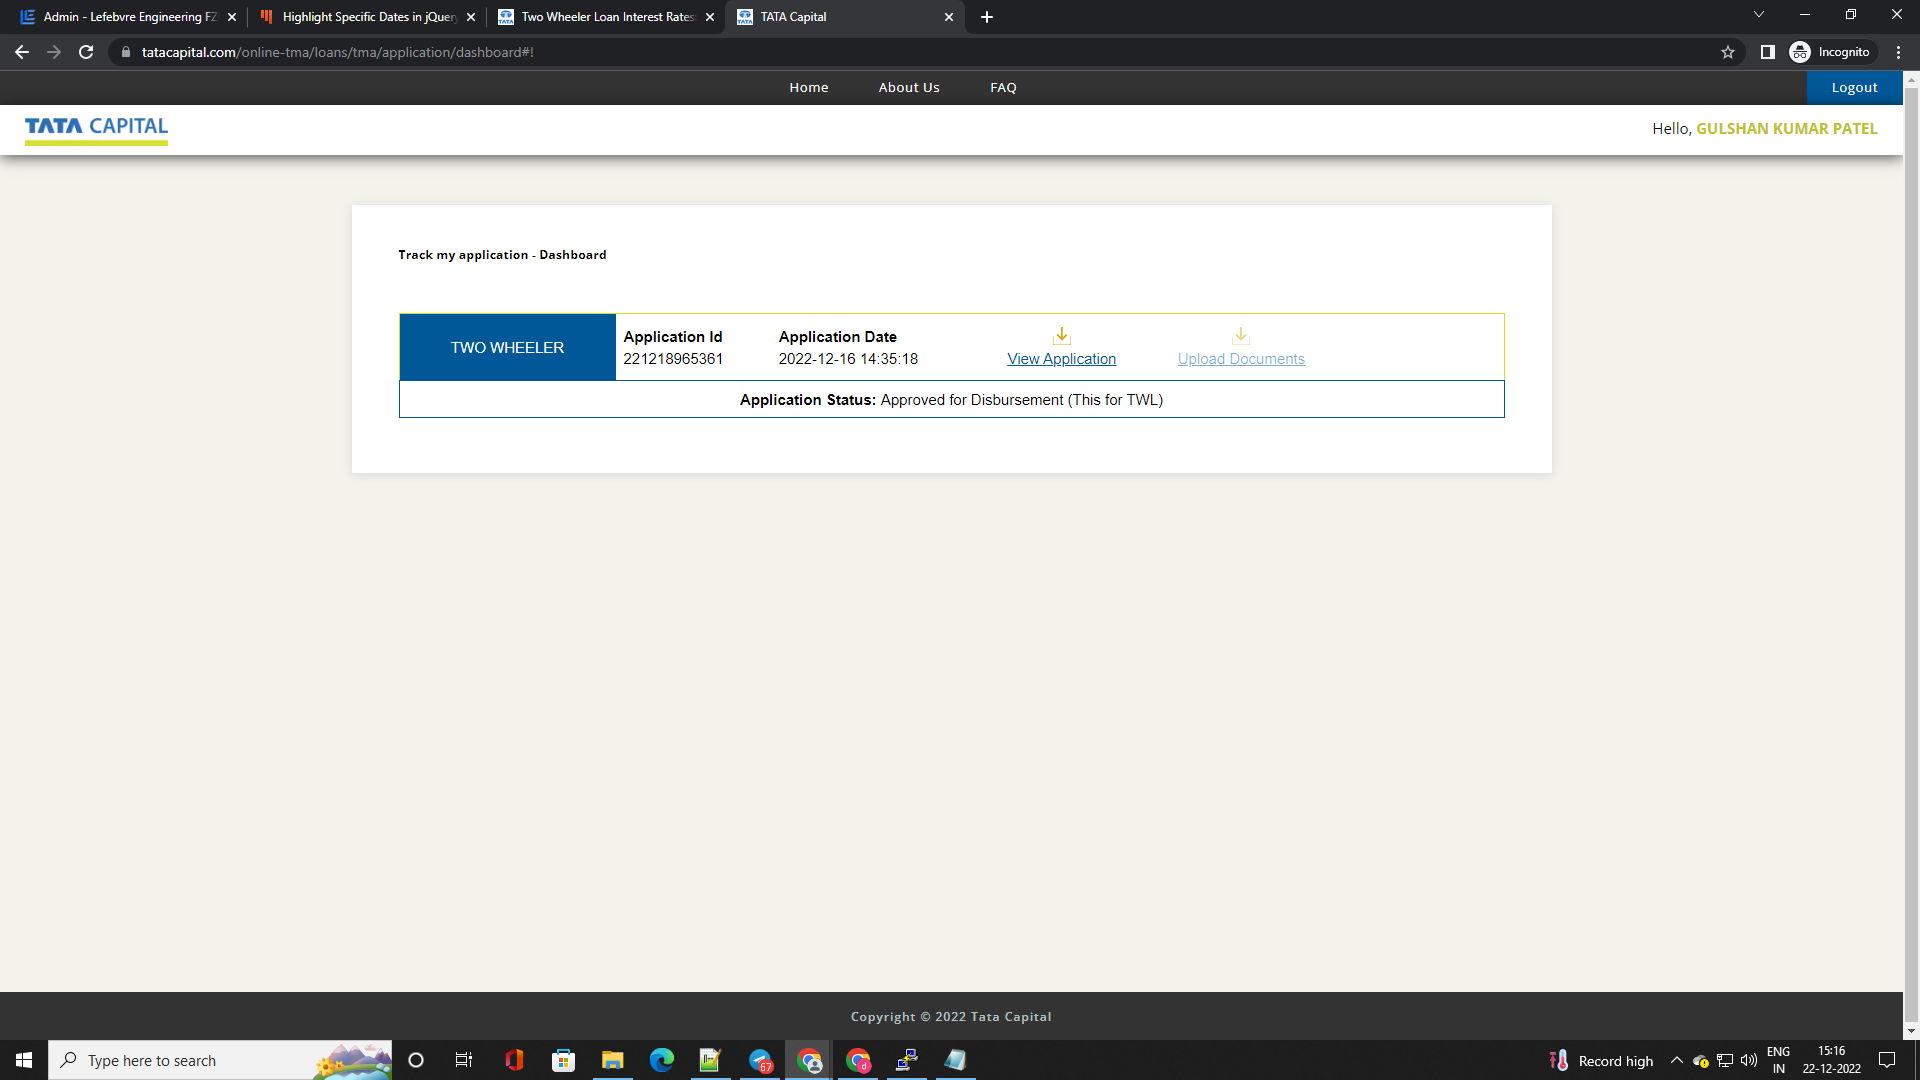 Admin - Lefebvre Engineering FZ
Highlight Specific Dates in jQuery
Two Wheeler Loan Interest Rates
TATA Capital
tatacapital.com/online-tma/loans/tma/application/dashboard#!
Incognito
Home About Us FAQ Logout
TATA CAPITAL
Hello, GULSHAN KUMAR PATEL
Track my application - Dashboard
TWO WHEELER
Application Id
221218965361
Application Date
2022-12-16 14:35:18
View Application
Upload Documents
Application Status: Approved for Disbursement (This for TWL)
Copyright © 2022 Tata Capital
Type here to search
67
d
Record high
ENG
IN
15:16
22-12-2022